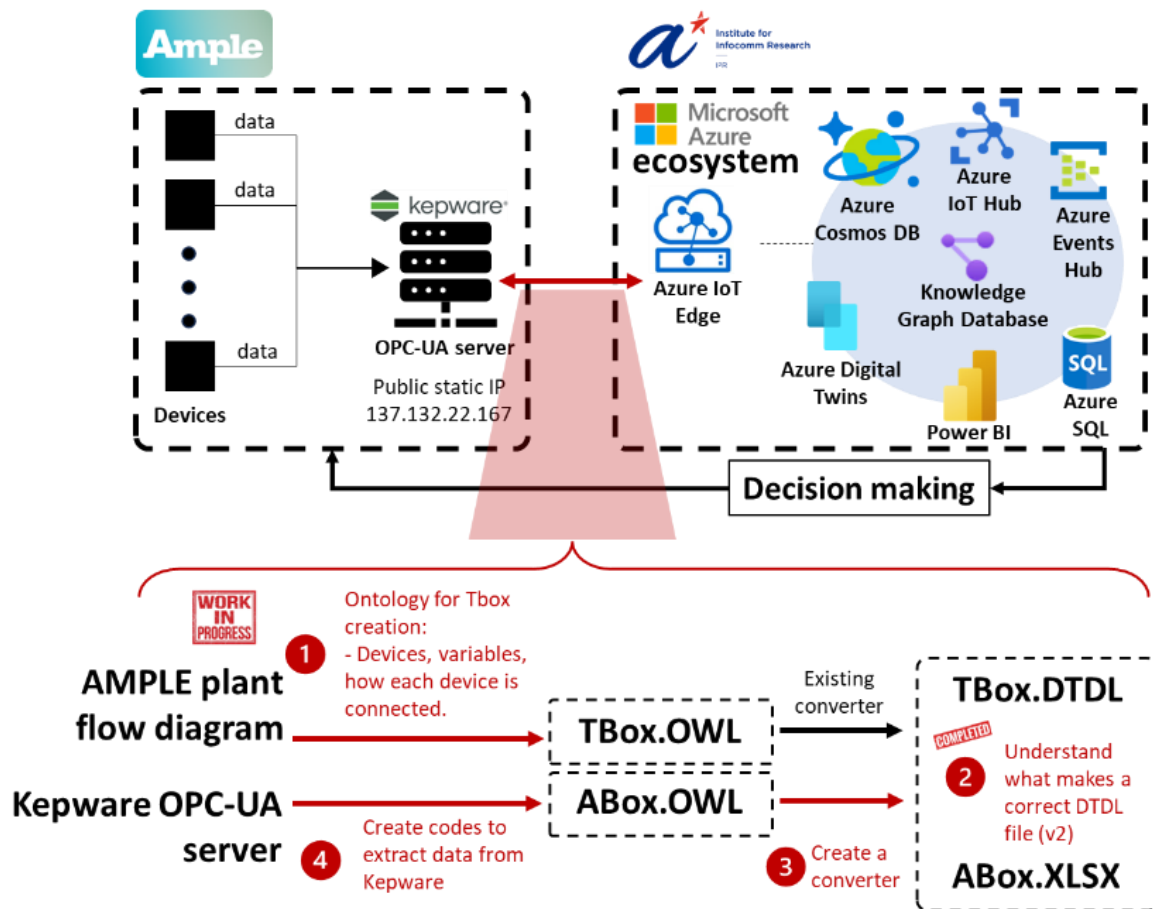 Ample
Institute for
Infocomm Research
I²R
data
data
data
Devices
kepware®
OPC-UA server
Public static IP
137.132.22.167
Microsoft
Azure
ecosystem
Azure IoT
Edge
Azure
Cosmos DB
Azure
IoT Hub
Azure
Events
Hub
Knowledge
Graph Database
Azure Digital
Twins
Power BI
SQL
Azure
SQL
Decision making
WORK
IN
PROGRESS
1
Ontology for Tbox
creation:
- Devices, variables,
how each device is
connected.
AMPLE plant
flow diagram
TBox.OWL
Existing
converter
TBox.DTDL
COMPLETED
2
Understand
what makes a
correct DTDL
file (v2)
Kepware OPC-UA
server
4
Create codes to
extract data from
Kepware
ABox.OWL
3
Create a
converter
ABox.XLSX